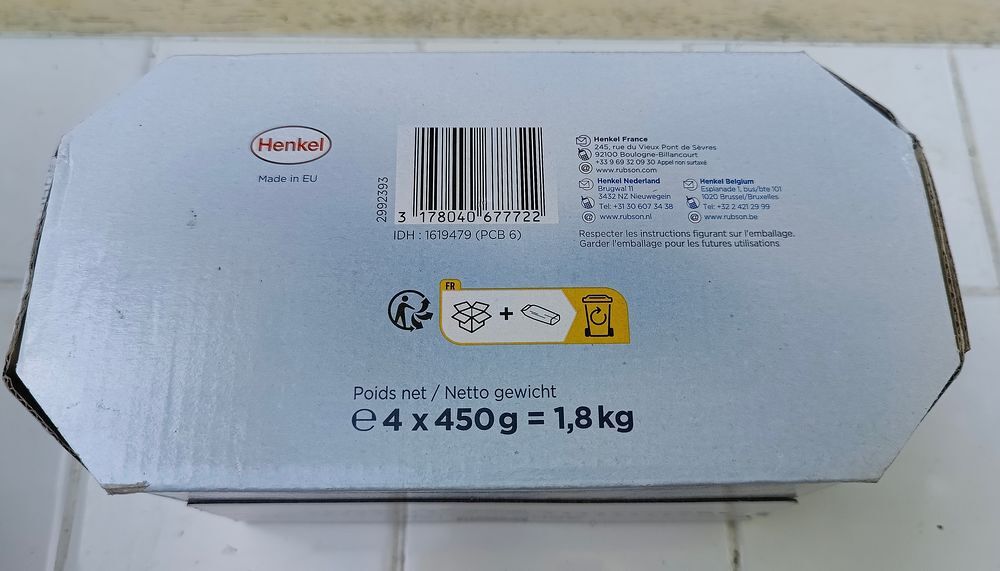 Henkel
Made in EU
2992393
3 178040 677722
IDH : 1619479 (PCB 6)
Henkel France
245, rue du Vieux Pont de Sèvres
92100 Boulogne-Billancourt
+33 9 69 32 09 30 Appel non surtaxé
www.rubson.com
Henkel Nederland
Brugwal 11
3432 NZ Nieuwegein
Tel: +31 30 607 34 38
www.rubson.nl
Henkel Belgium
Esplanade 1, bus/bte 101
1020 Brussel/Bruxelles
Tel: +32 2 421 29 99
www.rubson.be
Respecter les instructions figurant sur l'emballage.
Garder l'emballage pour les futures utilisations
FR
Poids net / Netto gewicht
℮ 4 x 450g = 1,8 kg